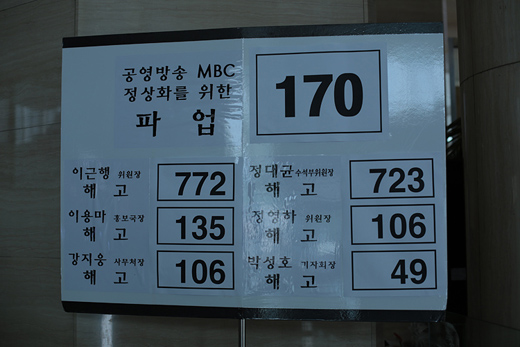 공영방송 MBC
정상화를 위한
파 업
170
이근행 위원장
해 고
772
정대균 수석부위원장
해 고
723
이용마 홍보국장
해 고
135
정영하 위원장
해 고
106
강지웅 사무처장
해 고
106
박성호 기자회장
해 고
49